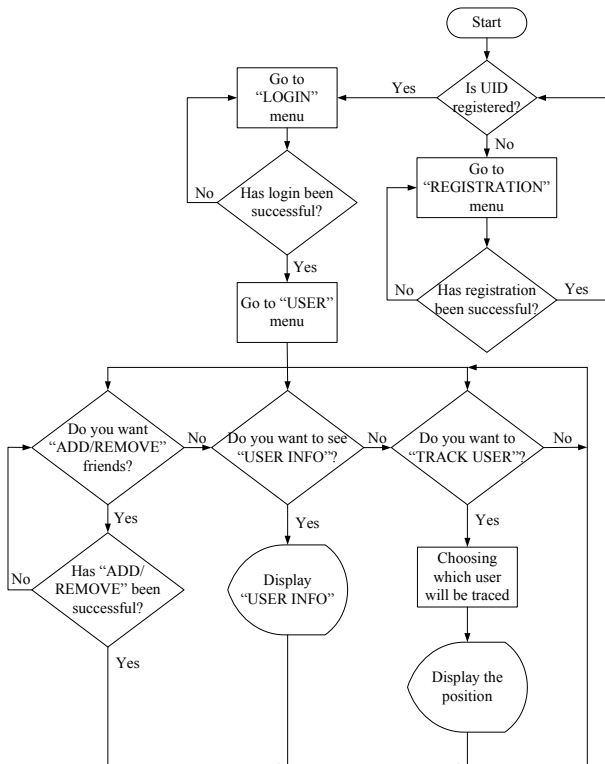 Start
Is UID
registered?
Yes
No
Go to
“LOGIN”
menu
Has login been
successful?
No
Yes
Go to
“REGISTRATION”
menu
Has registration
been successful?
No
Yes
Go to “USER”
menu
Do you want
“ADD/REMOVE”
friends?
No
Yes
Do you want to see
“USER INFO”?
No
Yes
Do you want to
“TRACK USER”?
No
Yes
Has “ADD/
REMOVE” been
successful?
No
Yes
Display
“USER INFO”
Choosing
which user
will be traced
Display the
position